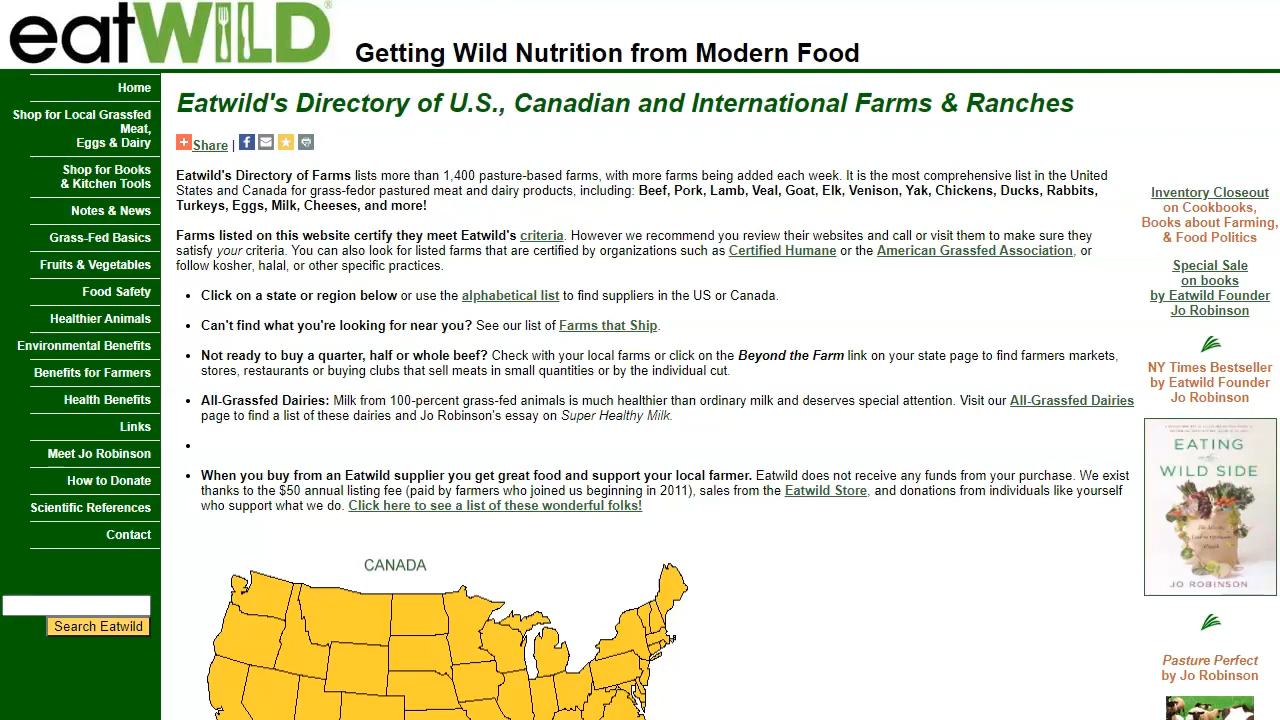 eatWILD®
Getting Wild Nutrition from Modern Food
Home
Shop for Local Grassfed
Meat,
Eggs & Dairy
Shop for Books
& Kitchen Tools
Notes & News
Grass-Fed Basics
Fruits & Vegetables
Food Safety
Healthier Animals
Environmental Benefits
Benefits for Farmers
Health Benefits
Links
Meet Jo Robinson
How to Donate
Scientific References
Contact
Search Eatwild
Eatwild's Directory of U.S., Canadian and International Farms & Ranches
Share |
Eatwild's Directory of Farms lists more than 1,400 pasture-based farms, with more farms being added each week. It is the most comprehensive list in the United
States and Canada for grass-fedor pastured meat and dairy products, including: Beef, Pork, Lamb, Veal, Goat, Elk, Venison, Yak, Chickens, Ducks, Rabbits,
Turkeys, Eggs, Milk, Cheeses, and more!
Farms listed on this website certify they meet Eatwild's criteria. However we recommend you review their websites and call or visit them to make sure they
satisfy your criteria. You can also look for listed farms that are certified by organizations such as Certified Humane or the American Grassfed Association, or
follow kosher, halal, or other specific practices.
• Click on a state or region below or use the alphabetical list to find suppliers in the US or Canada.
• Can't find what you're looking for near you? See our list of Farms that Ship.
• Not ready to buy a quarter, half or whole beef? Check with your local farms or click on the Beyond the Farm link on your state page to find farmers markets,
stores, restaurants or buying clubs that sell meats in small quantities or by the individual cut.
• All-Grassfed Dairies: Milk from 100-percent grass-fed animals is much healthier than ordinary milk and deserves special attention. Visit our All-Grassfed Dairies
page to find a list of these dairies and Jo Robinson's essay on Super Healthy Milk.
•
• When you buy from an Eatwild supplier you get great food and support your local farmer. Eatwild does not receive any funds from your purchase. We exist
thanks to the $50 annual listing fee (paid by farmers who joined us beginning in 2011), sales from the Eatwild Store, and donations from individuals like yourself
who support what we do. Click here to see a list of these wonderful folks!
CANADA
Inventory Closeout
on Cookbooks,
Books about Farming,
& Food Politics
Special Sale
on books
by Eatwild Founder
Jo Robinson
NY Times Bestseller
by Eatwild Founder
Jo Robinson
EATING
on the
WILD SIDE
JO ROBINSON
Pasture Perfect
by Jo Robinson